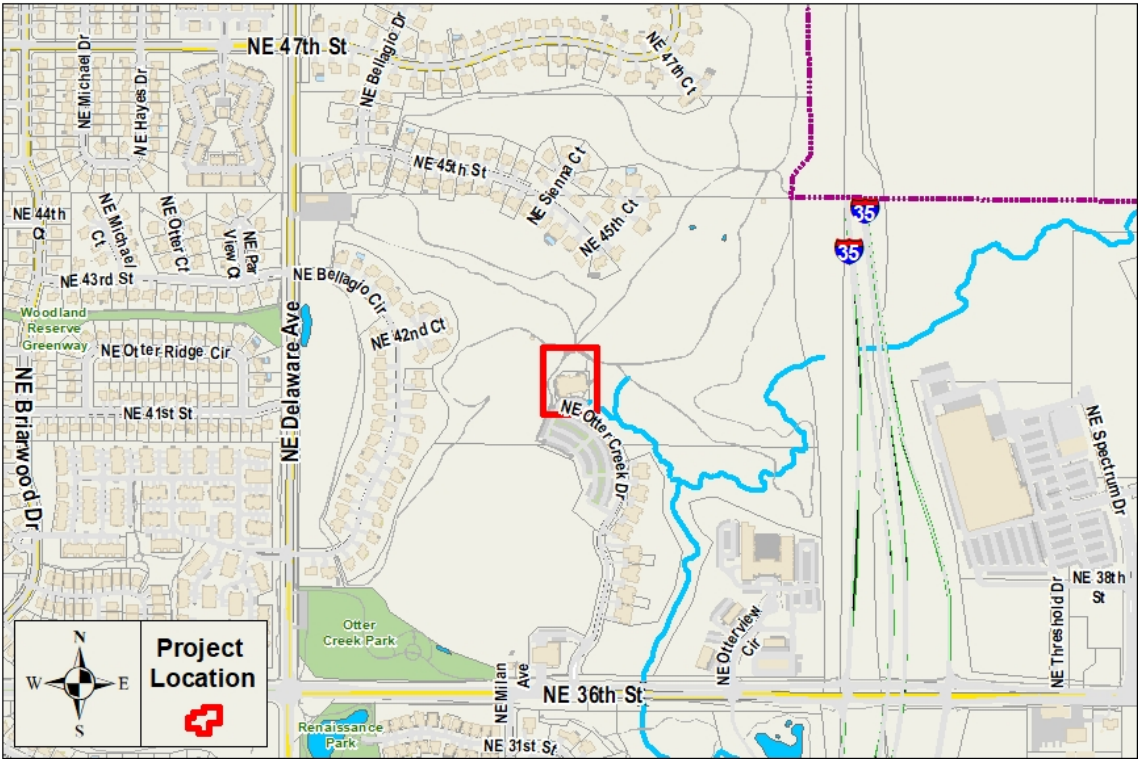 NE 47th St
NE Michael Dr
NE Hayes Dr
NE Bellagio Dr
NE 47th Ct
NE 45th St
NE Sienna Ct
NE 45th Ct
NE 44th
Ct
NE Michael
Ct
NE Otter Ct
NE Par
View Ct
35
35
NE 43rd St
NE Bellagio Cir
Woodland
Reserve
Greenway
NE Otter Ridge Cir
NE 42nd Ct
NE Delaware Ave
NE Briarwood Dr
NE 41st St
NE Otter Creek Dr
NE Spectrum Dr
NE 38th
St
NE Threshold Dr
NE Otterview
Cir
Otter
Creek Park
NE Milan
Ave
NE 36th St
Renaissance
Park
NE 31st St
N
W
E
S
Project
Location